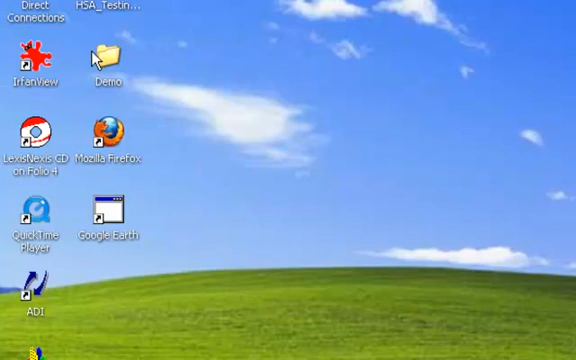 Direct
Connections
HSA_Testin...
IrfanView
Demo
LexisNexis CD
on Folio 4
Mozilla Firefox
QuickTime
Player
Google Earth
ADI